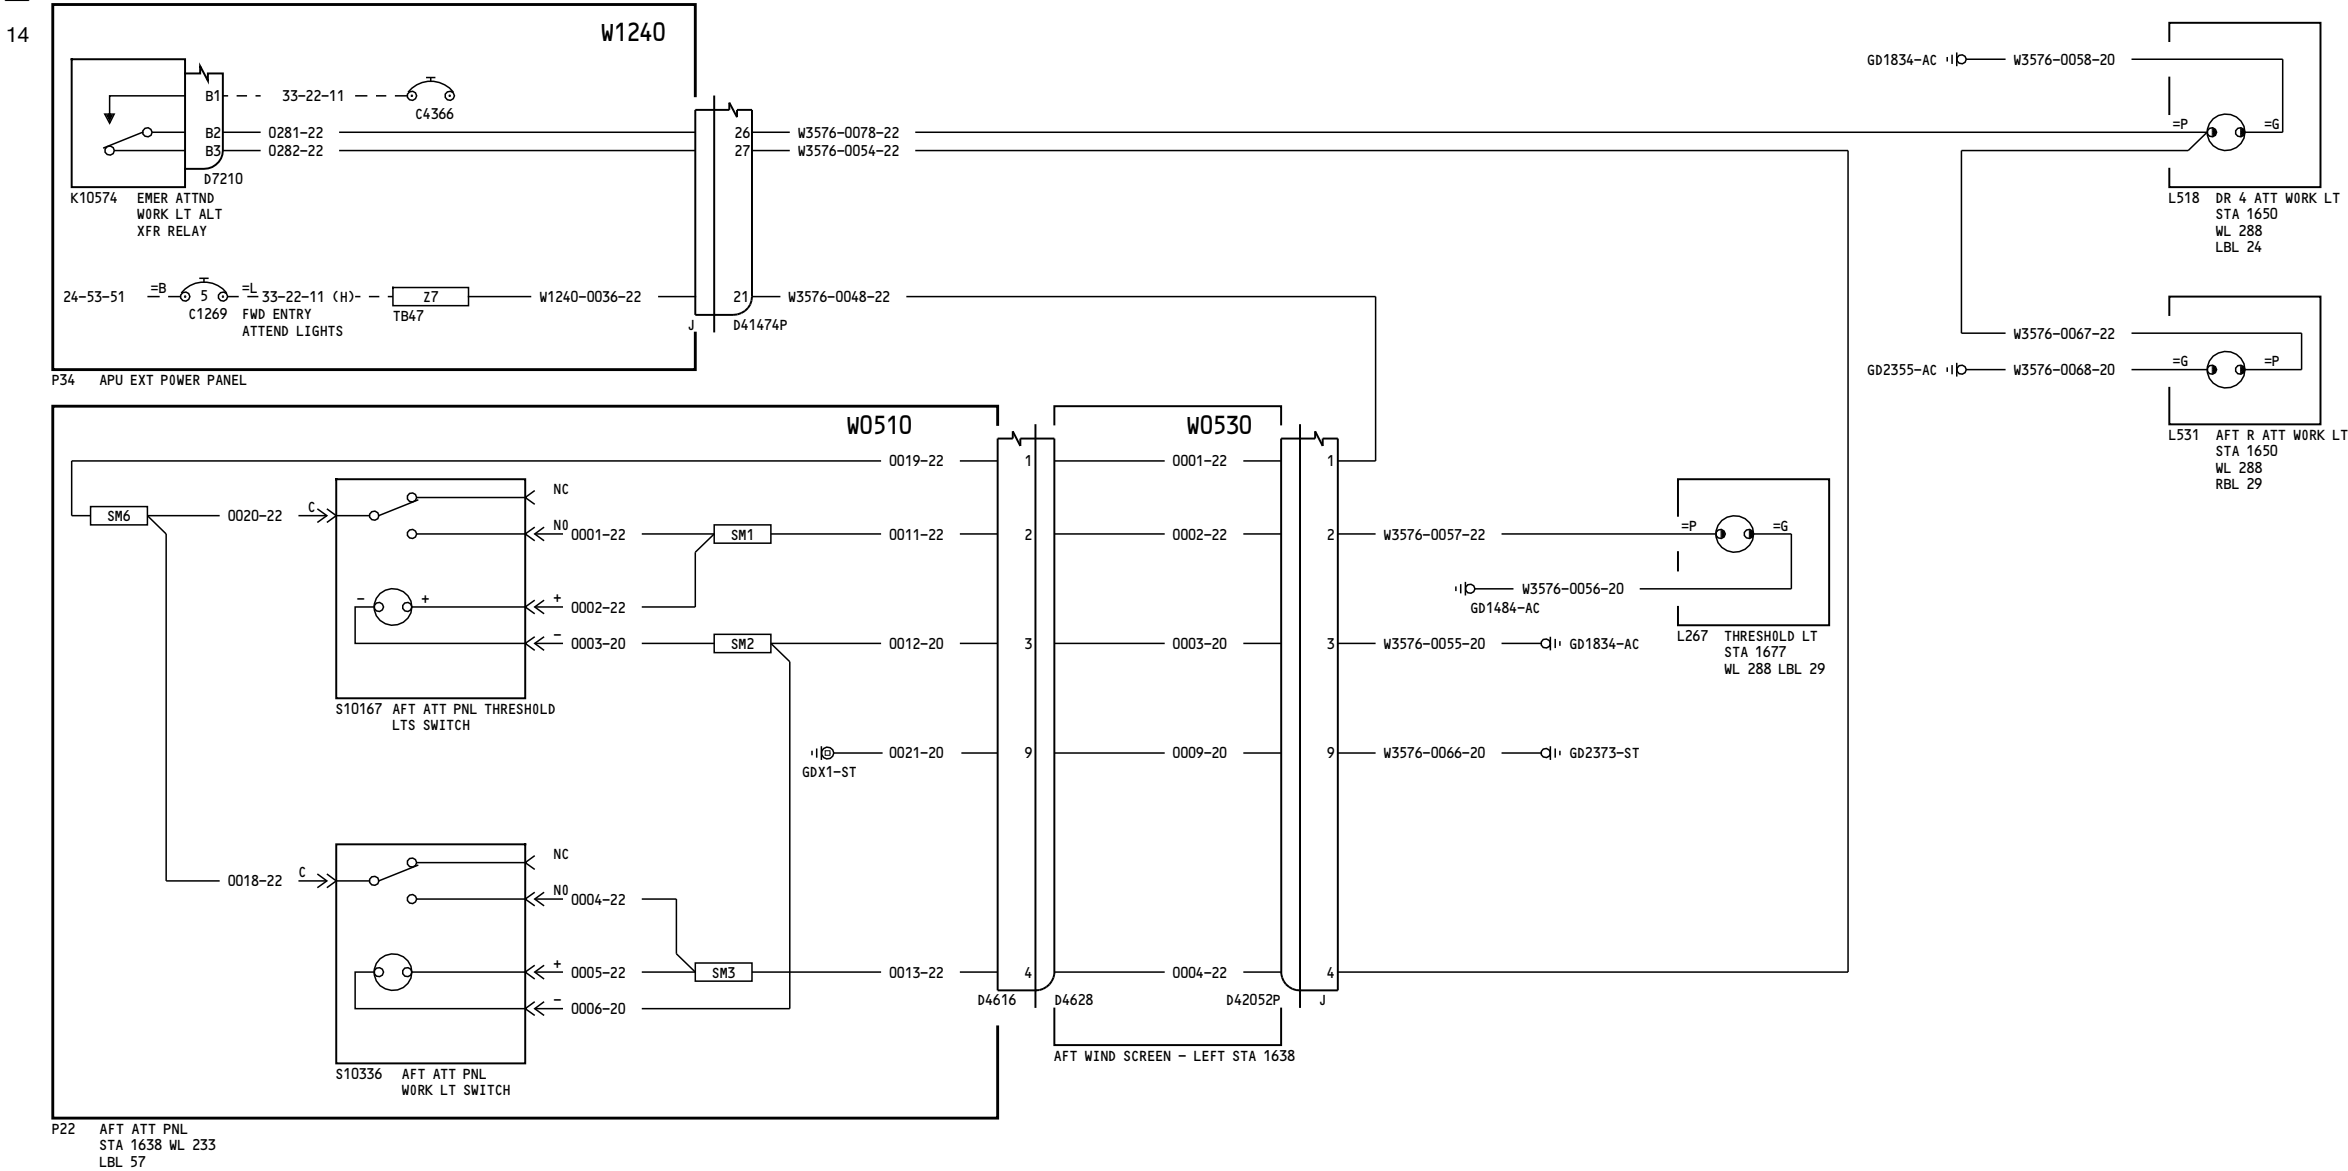 14
W1240
B1
33-22-11
C4366
B2
0281-22
B3
0282-22
D7210
K10574
EMER ATTND
WORK LT ALT
XFR RELAY
24-53-51
=B
5
C1269
=L
33-22-11 (H)
FWD ENTRY
ATTEND LIGHTS
Z7
TB47
W1240-0036-22
J
P34
APU EXT POWER PANEL
26
W3576-0078-22
27
W3576-0054-22
21
W3576-0048-22
D41474P
GD1834-AC
W3576-0058-20
=P
=G
L518
DR 4 ATT WORK LT
STA 1650
WL 288
LBL 24
W3576-0067-22
GD2355-AC
W3576-0068-20
=G
=P
L531
AFT R ATT WORK LT
STA 1650
WL 288
RBL 29
W0510
W0530
0019-22
1
0001-22
1
SM6
0020-22
C
NC
NO
0001-22
SM1
0011-22
2
0002-22
2
W3576-0057-22
=P
=G
-
+
+
0002-22
W3576-0056-20
GD1484-AC
-
0003-20
SM2
0012-20
3
0003-20
3
W3576-0055-20
GD1834-AC
L267
THRESHOLD LT
STA 1677
WL 288 LBL 29
S10167
AFT ATT PNL THRESHOLD
LTS SWITCH
GDX1-ST
0021-20
9
0009-20
9
W3576-0066-20
GD2373-ST
0018-22
C
NC
NO
0004-22
+
0005-22
SM3
0013-22
4
0004-22
4
-
0006-20
D4616
D4628
D42052P
J
AFT WIND SCREEN - LEFT STA 1638
S10336
AFT ATT PNL
WORK LT SWITCH
P22
AFT ATT PNL
STA 1638 WL 233
LBL 57